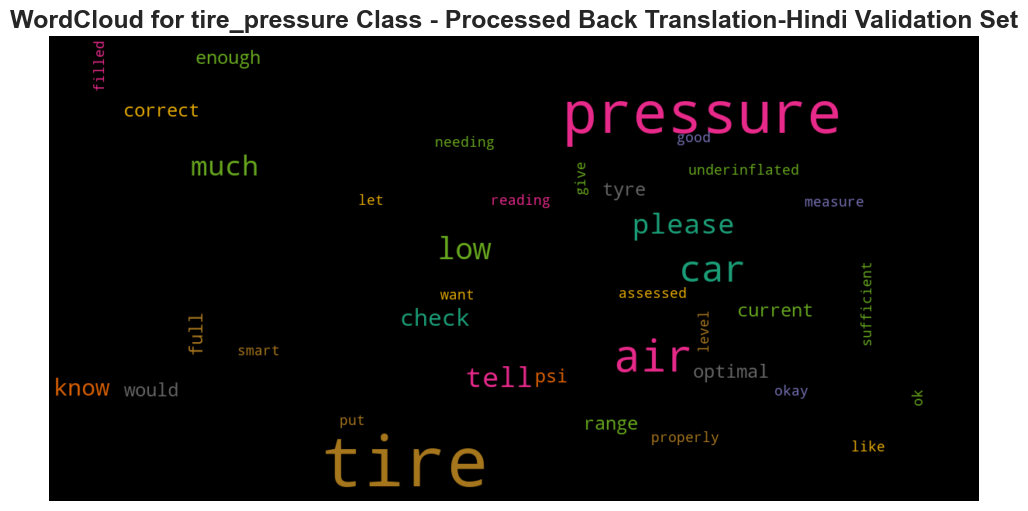 WordCloud for tire_pressure Class - Processed Back Translation-Hindi Validation Set
filled
enough
correct
pressure
good
needing
much
give
underinflated
tyre
let
reading
measure
please
low
car
want
assessed
sufficient
check
current
level
full
smart
air
optimal
tell
psi
know
would
okay
ok
put
range
properly
like
tire